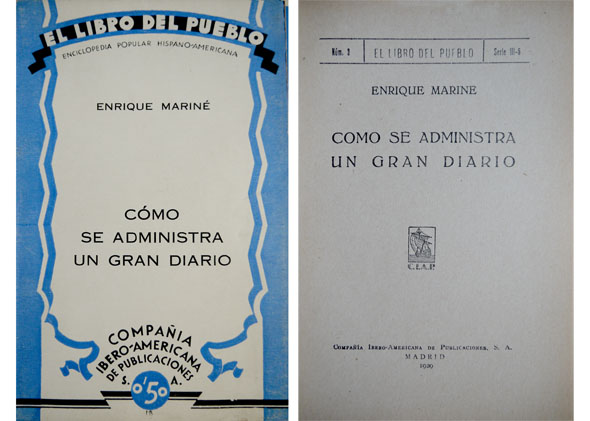 EL LIBRO DEL PUEBLO
ENCICLOPEDIA POPULAR HISPANO-AMERICANA
ENRIQUE MARINÉ
CÓMO
SE ADMINISTRA
UN GRAN DIARIO
COMPAÑIA
IBERO-AMERICANA
DE PUBLICACIONES
S. 0'50 A.
Núm. 3 EL LIBRO DEL PUEBLO Serie III-6
ENRIQUE MARINE
COMO SE ADMINISTRA
UN GRAN DIARIO
C.I.A.P.
COMPAÑÍA IBERO-AMERICANA DE PUBLICACIONES, S. A.
MADRID
1929